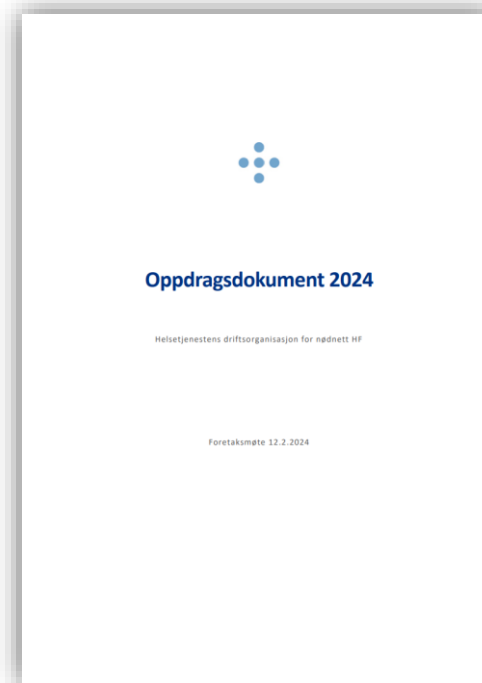 Oppdragsdokument 2024
Helsetjenestens driftsorganisasjon for nødnett HF
Foretaksmøte 12.2.2024